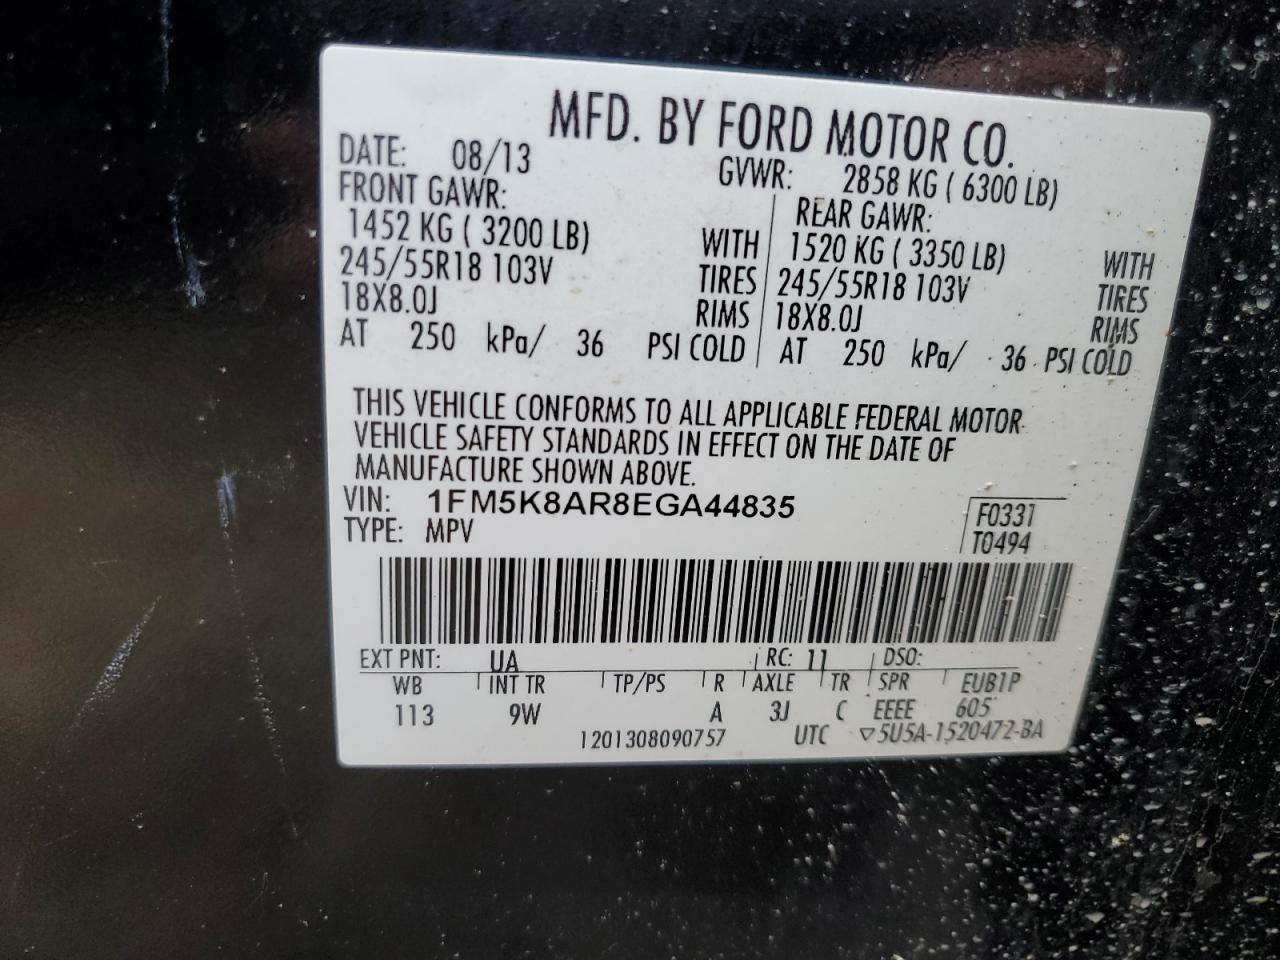 MFD. BY FORD MOTOR CO.
DATE: 08/13 GVWR: 2858 KG ( 6300 LB)
FRONT GAWR: REAR GAWR:
1452 KG ( 3200 LB) WITH 1520 KG ( 3350 LB) WITH
245/55R18 103V TIRES 245/55R18 103V TIRES
18X8.0J RIMS 18X8.0J RIMS
AT 250 kPa/ 36 PSI COLD AT 250 kPa/ 36 PSI COLD
THIS VEHICLE CONFORMS TO ALL APPLICABLE FEDERAL MOTOR
VEHICLE SAFETY STANDARDS IN EFFECT ON THE DATE OF
MANUFACTURE SHOWN ABOVE.
VIN: 1FM5K8AR8EGA44835 F0331
TYPE: MPV T0494
EXT PNT: UA RC: 11 DSO:
WB INT TR TP/PS R AXLE TR SPR EUB1P
113 9W A 3J C EEEE 605
1201308090757 UTC ▽5U5A-1520472-BA